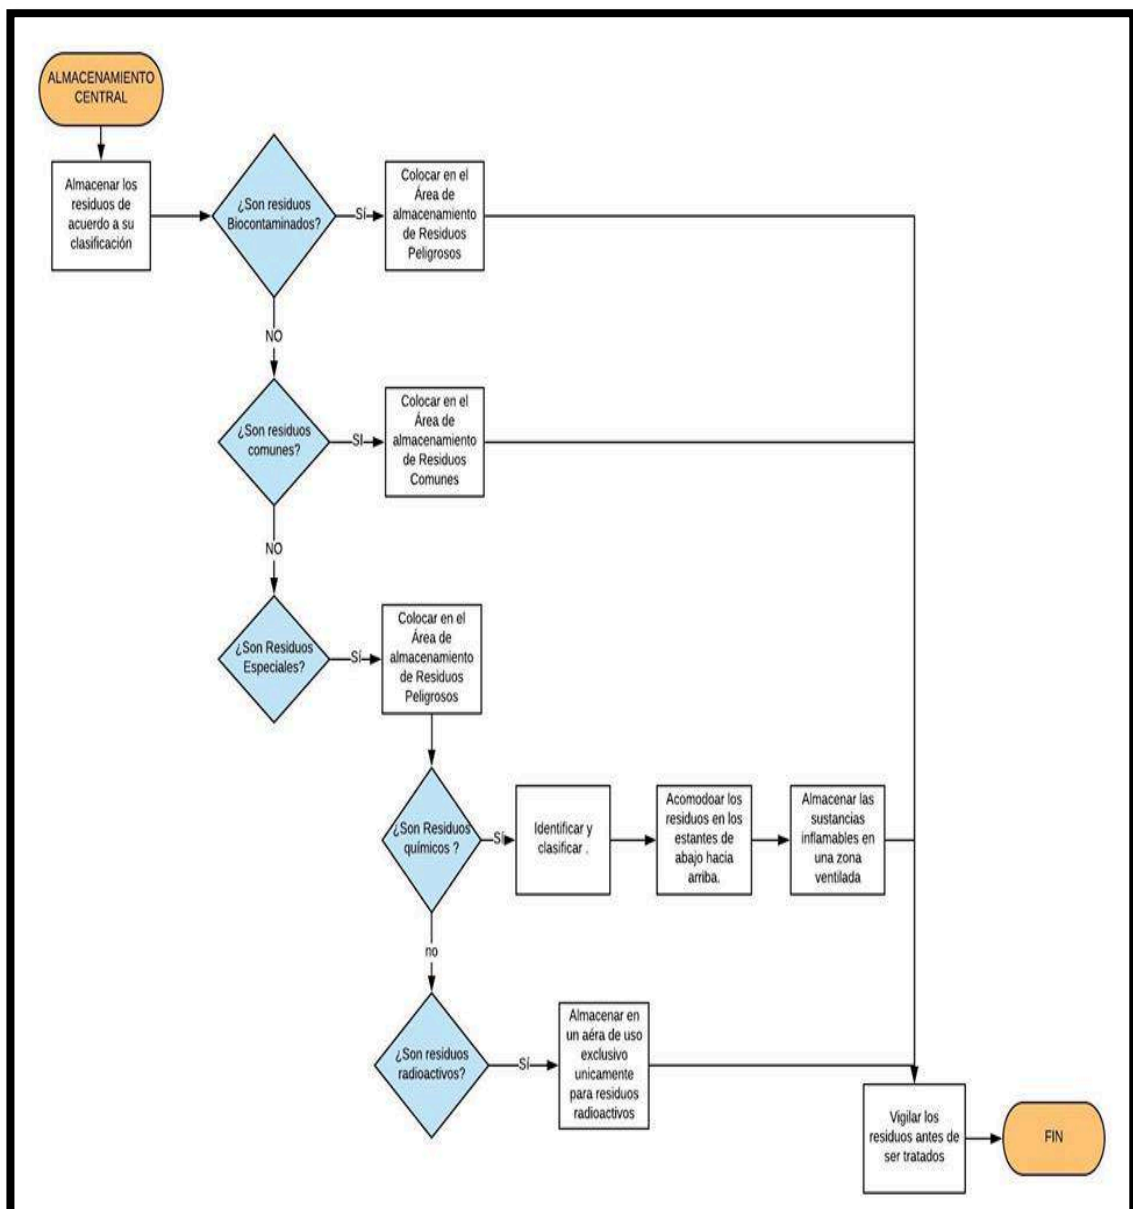 ALMACENAMIENTO
CENTRAL
Almacenar los
residuos de
acuerdo a su
clasificación
¿Son residuos
Biocontaminados?
Sí
Colocar en el
Área de
almacenamiento
de Residuos
Peligrosos
NO
¿Son residuos
comunes?
SI
Colocar en el
Área de
almacenamiento
de Residuos
Comunes
NO
¿Son Residuos
Especiales?
Sí
Colocar en el
Área de
almacenamiento
de Residuos
Peligrosos
¿Son Residuos
químicos ?
Sí
Identificar y
clasificar .
Acomodoar los
residuos en los
estantes de
abajo hacia
arriba.
Almacenar las
sustancias
inflamables en
una zona
ventilada
no
¿Son residuos
radioactivos?
Sí
Almacenar en
un aéra de uso
exclusivo
unicamente
para residuos
radioactivos
Vigilar los
residuos antes de
ser tratados
FIN